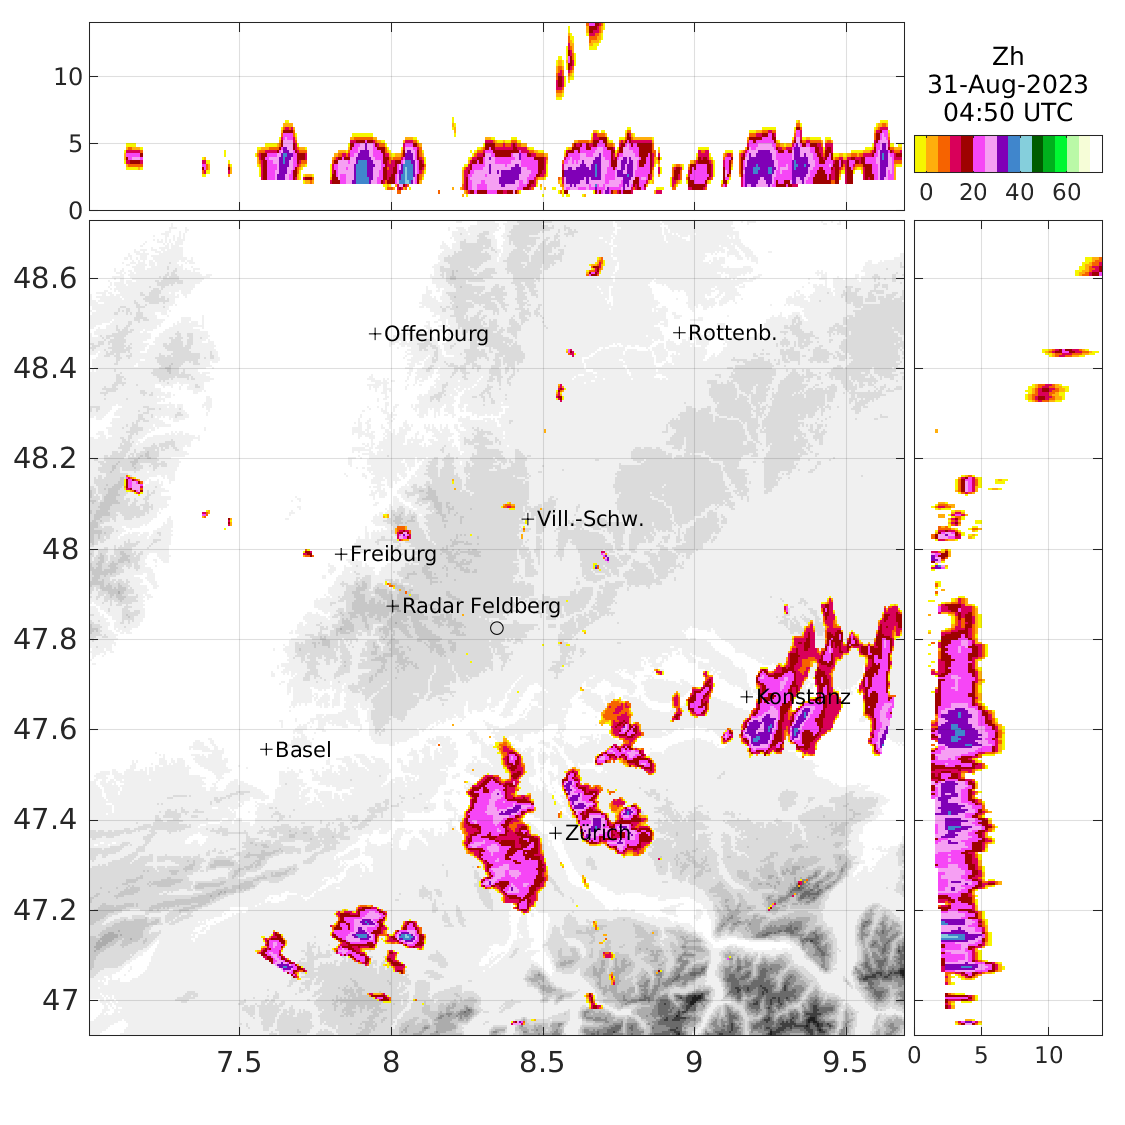 10
5
0
Zh
31-Aug-2023
04:50 UTC
0 20 40 60
48.6
48.4
48.2
48
47.8
47.6
47.4
47.2
47
+Offenburg
+Rottenb.
+Vill.-Schw.
+Freiburg
+Radar Feldberg
+Konstanz
+Basel
+Zürich
7.5 8 8.5 9 9.5
0 5 10